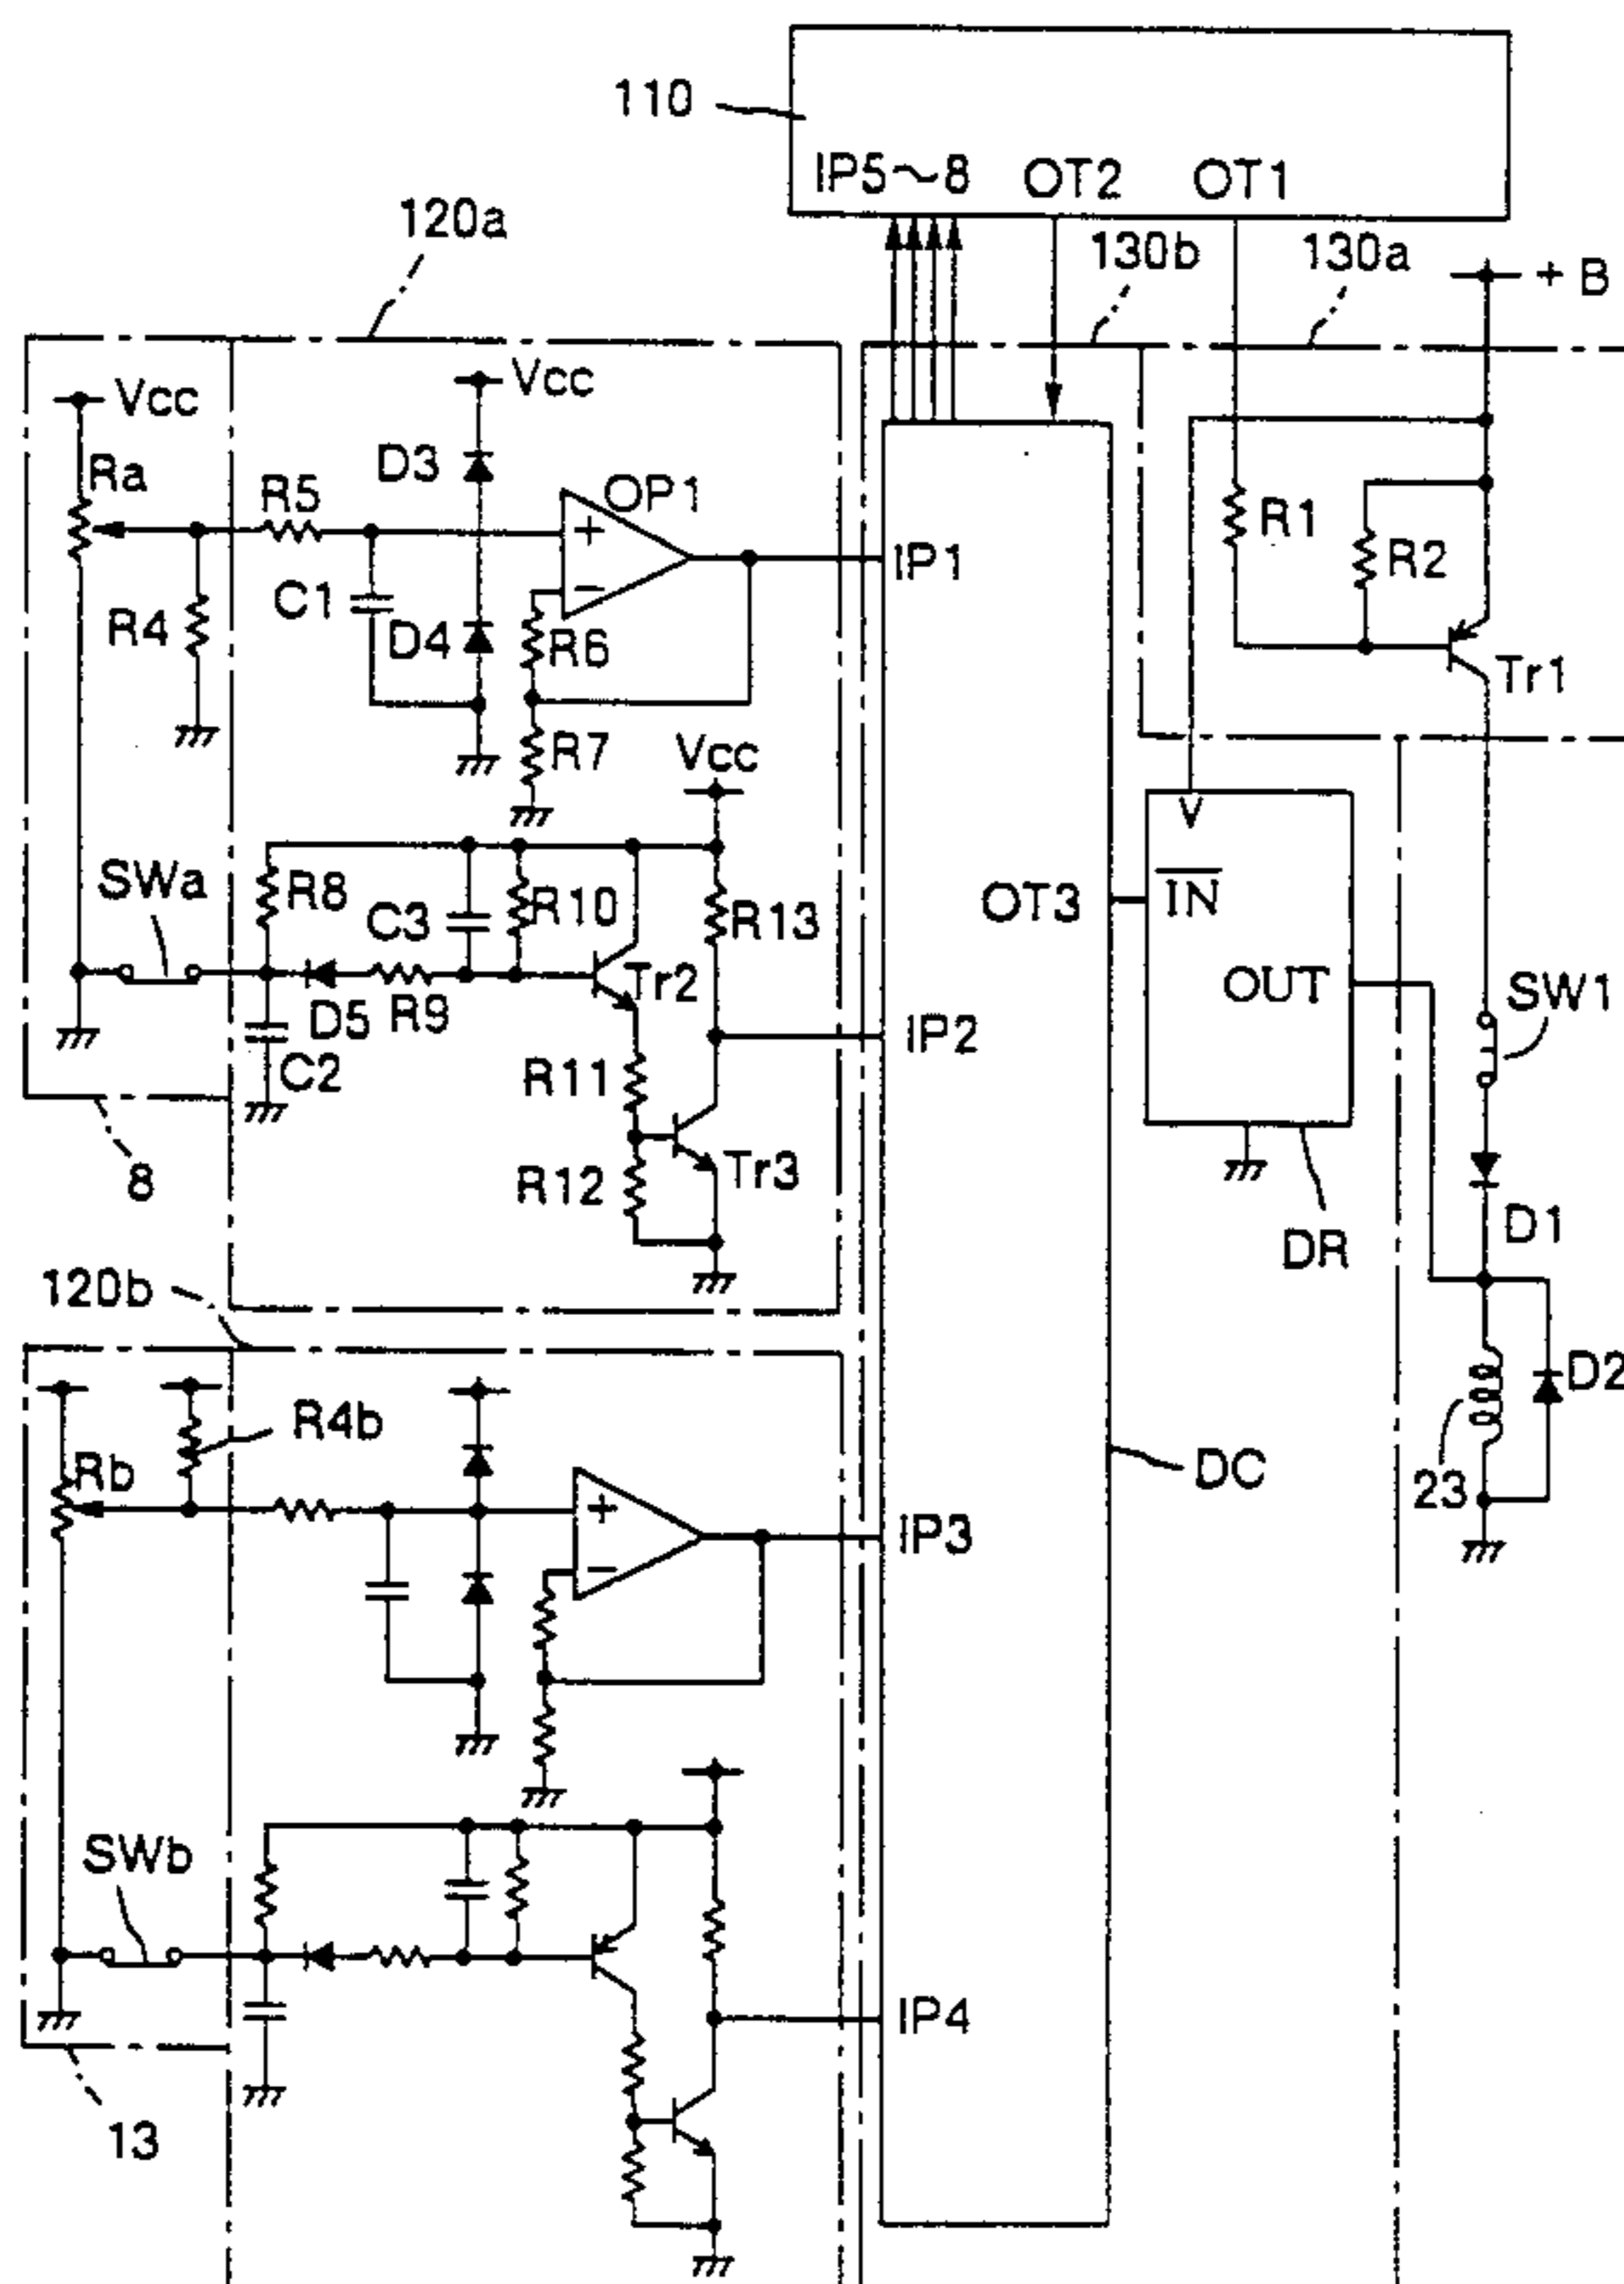 110
IP5～8 OT2 OT1
120a
130b
130a
+ B
Vcc
Vcc
Ra
R5
D3
OP1
+
−
IP1
R1
R2
R4
C1
D4
R6
Tr1
R7
Vcc
V
SWa
R8
C3
R10
R13
OT3
IN
Tr2
OUT
SW1
D5
R9
IP2
C2
R11
8
R12
Tr3
D1
DR
120b
R4b
D2
Rb
DC
23
+
−
IP3
SWb
IP4
13